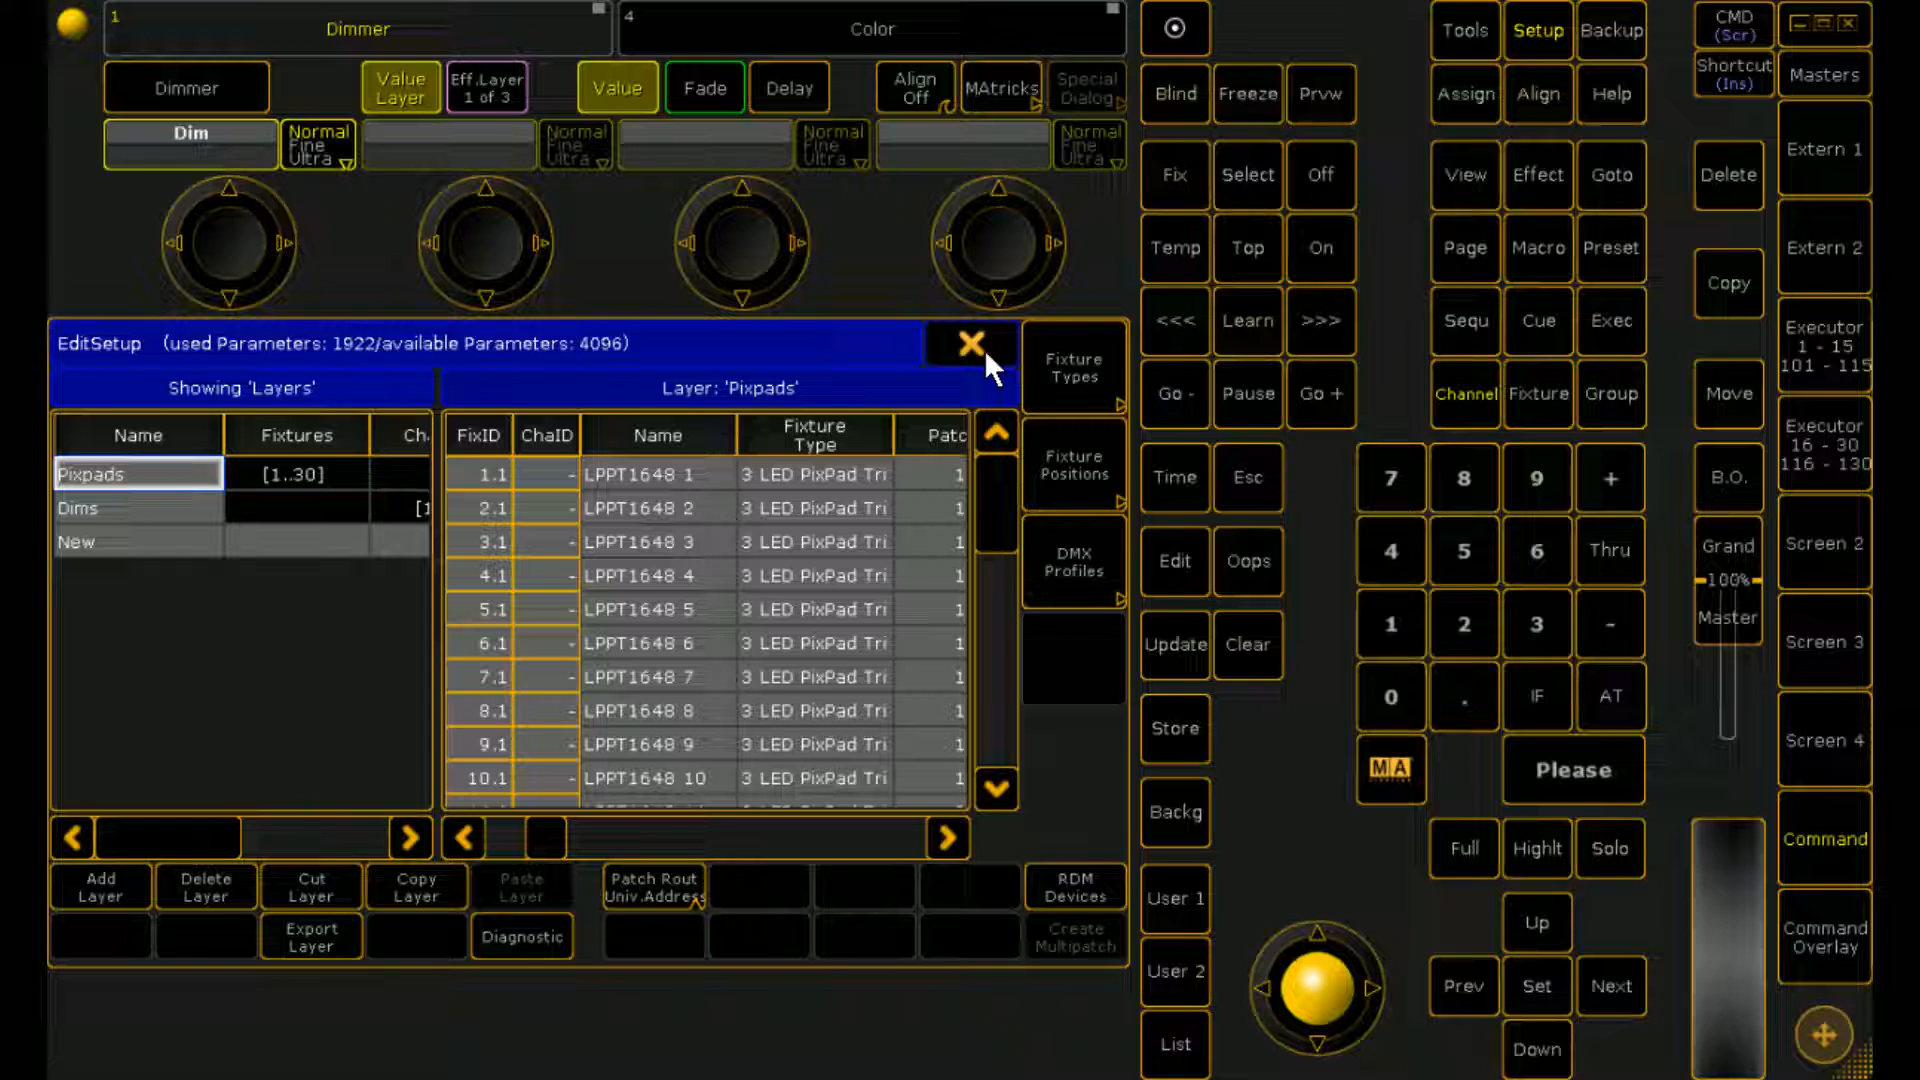 1
Dimmer
4
Color
Dimmer
Value
Layer
Eff.Layer
1 of 3
Value
Fade
Delay
Align
Off
MAtricks
Special
Dialog
Dim
Normal
Fine
Ultra
Normal
Fine
Ultra
Normal
Fine
Ultra
Normal
Fine
Ultra
EditSetup (used Parameters: 1922/available Parameters: 4096)
Showing 'Layers'
Layer: 'Pixpads'
Name Fixtures Ch.
Pixpads [1..30]
Dims [1
New
FixID ChaID Name Fixture Type Patc
1.1 - LPPT1648 1 3 LED PixPad Tri 1
2.1 - LPPT1648 2 3 LED PixPad Tri 1
3.1 - LPPT1648 3 3 LED PixPad Tri 1
4.1 - LPPT1648 4 3 LED PixPad Tri 1
5.1 - LPPT1648 5 3 LED PixPad Tri 1
6.1 - LPPT1648 6 3 LED PixPad Tri 1
7.1 - LPPT1648 7 3 LED PixPad Tri 1
8.1 - LPPT1648 8 3 LED PixPad Tri 1
9.1 - LPPT1648 9 3 LED PixPad Tri 1
10.1 - LPPT1648 10 3 LED PixPad Tri 1
Fixture
Types
Fixture
Positions
DMX
Profiles
Add
Layer
Delete
Layer
Cut
Layer
Copy
Layer
Paste
Layer
Patch Rout
Univ.Address
RDM
Devices
Export
Layer
Diagnostic
Create
Multipatch
Blind Freeze Prvw
Fix Select Off
Temp Top On
<<< Learn >>>
Go - Pause Go +
Time Esc
Edit Oops
Update Clear
Store
Backg
User 1
User 2
List
Tools Setup Backup
Assign Align Help
View Effect Goto
Page Macro Preset
Sequ Cue Exec
Channel Fixture Group
7 8 9 +
4 5 6 Thru
1 2 3 -
0 . IF AT
MA Please
Full Highlt Solo
Up
Prev Set Next
Down
CMD
(Scr)
Shortcut
(Ins)
Delete
Copy
Move
B.O.
Grand
100%
Master
Masters
Extern 1
Extern 2
Executor
1 - 15
101 - 115
Executor
16 - 30
116 - 130
Screen 2
Screen 3
Screen 4
Command
Command
Overlay